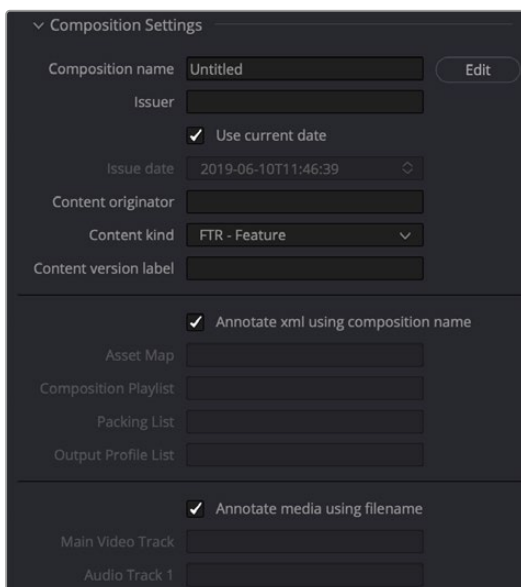 Composition Settings
Composition name Untitled Edit
Issuer
Use current date
Issue date 2019-06-10T11:46:39
Content originator
Content kind FTR - Feature
Content version label
Annotate xml using composition name
Asset Map
Composition Playlist
Packing List
Output Profile List
Annotate media using filename
Main Video Track
Audio Track 1